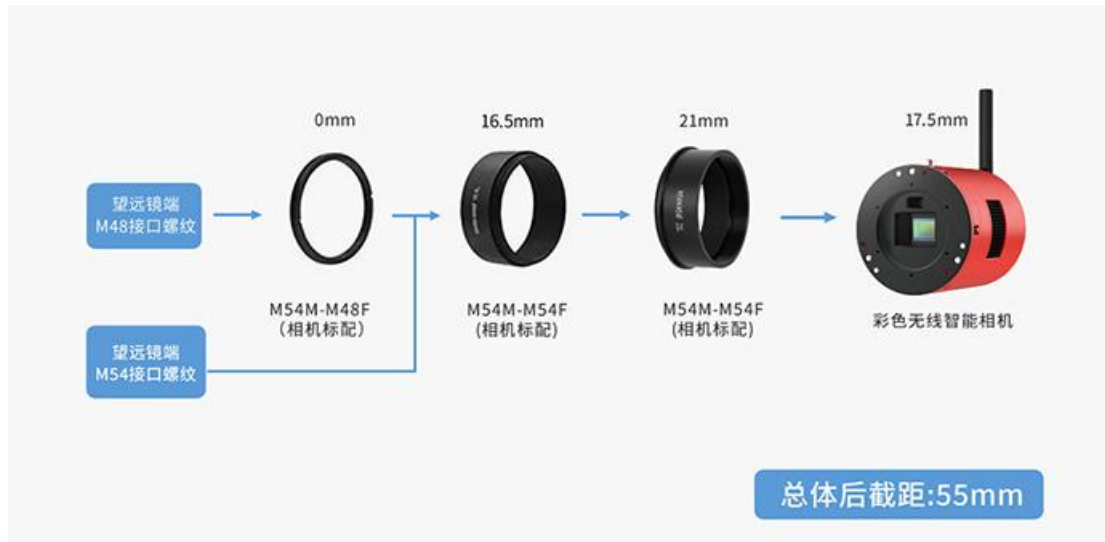 0mm
16.5mm
21mm
17.5mm
望远镜端
M48接口螺纹
M54M-M48F
（相机标配）
M54M-M54F
(相机标配)
M54M-M54F
(相机标配)
彩色无线智能相机
望远镜端
M54接口螺纹
总体后截距:55mm